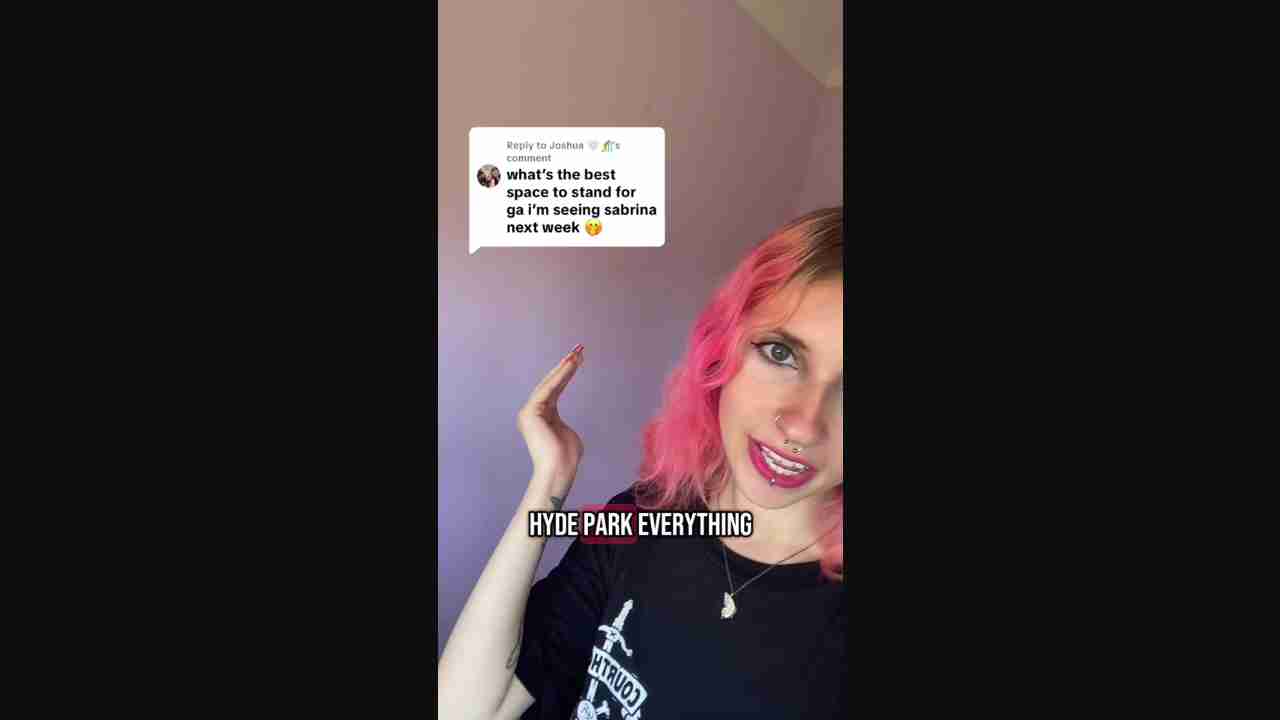 Reply to Joshua 🤍 🧚's
comment
what's the best
space to stand for
ga i'm seeing sabrina
next week 🤭
HYDE PARK EVERYTHING
COURTH